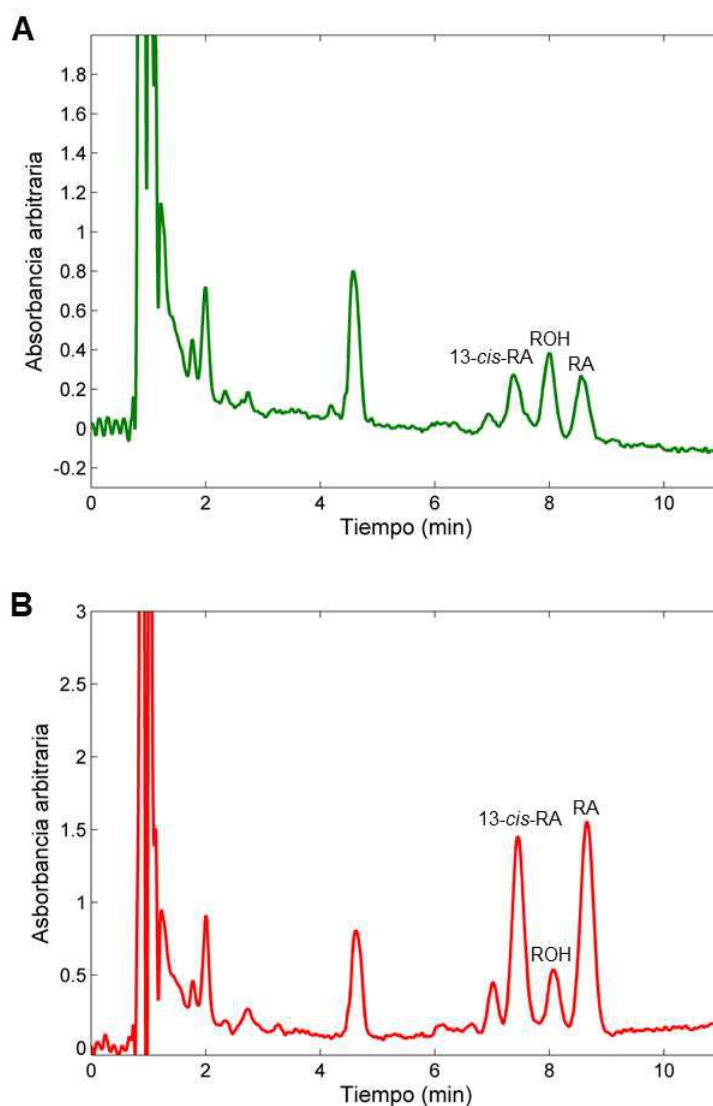 A
1.8
1.6
1.4
1.2
1
0.8
0.6
0.4
0.2
0
-0.2
Absorbancia arbitraria
13-cis-RA
ROH
RA
0
2
4
6
8
10
Tiempo (min)
B
3
2.5
2
1.5
1
0.5
0
Asborbancia arbitraria
13-cis-RA
ROH
RA
0
2
4
6
8
10
Tiempo (min)